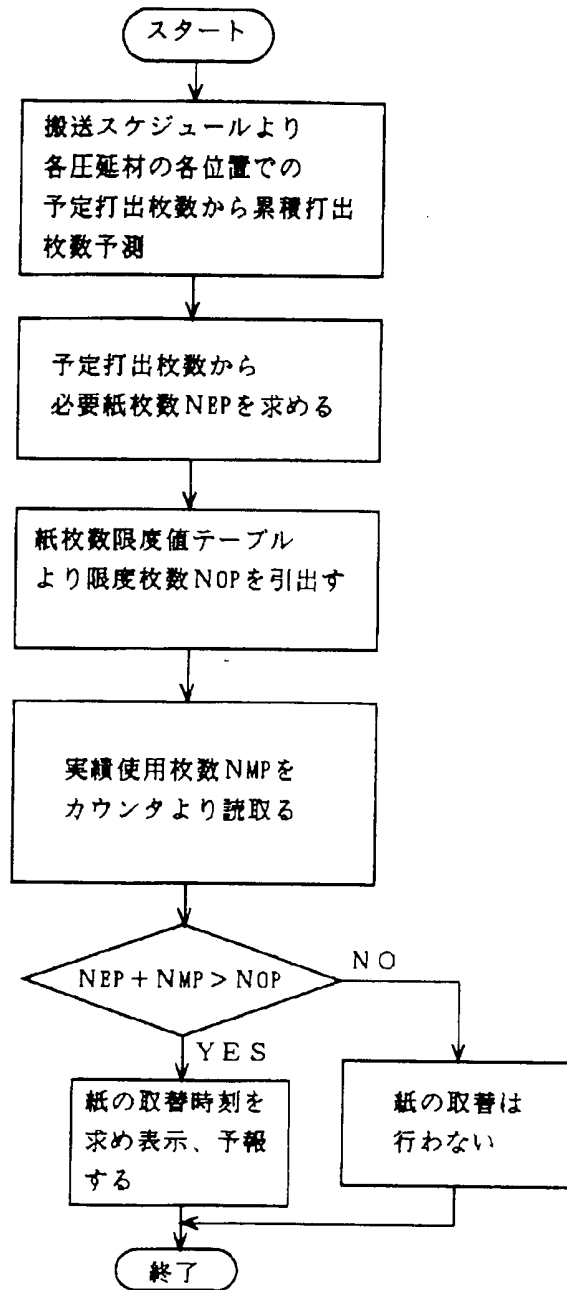 スタート
搬送スケジュールより
各圧延材の各位置での
予定打出枚数から累積打出
枚数予測
予定打出枚数から
必要紙枚数NEPを求める
紙枚数限度値テーブル
より限度枚数NOPを引出す
実績使用枚数NMPを
カウンタより読取る
NEP+NMP>NOP
NO
YES
紙の取替時刻を
求め表示、予報
する
紙の取替は
行わない
終了